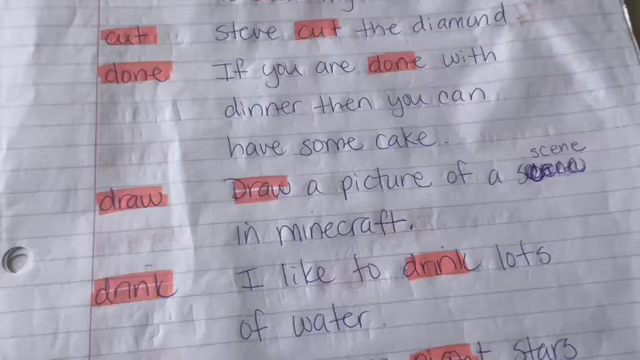 cut steve cut the diamond.
done If you are done with
dinner then you can
have some cake.
scene
draw Draw a picture of a
in minecraft.
drink I like to drink lots
of water.
stars